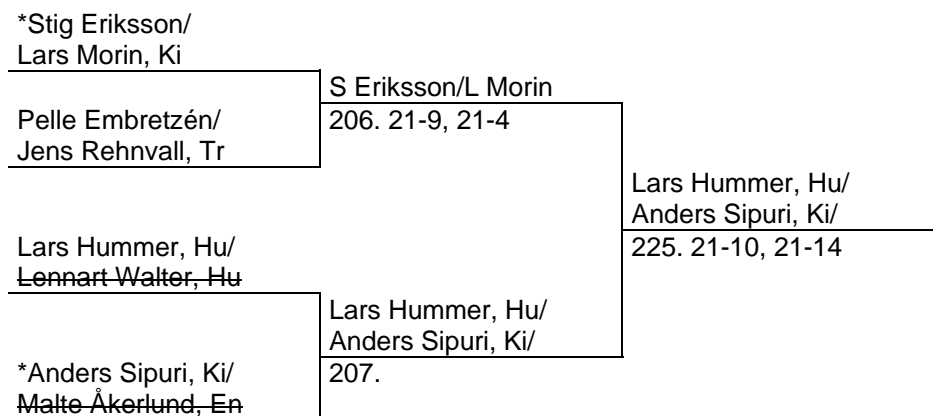 *Stig Eriksson/
Lars Morin, Ki
S Eriksson/L Morin
Pelle Embretzén/
206. 21-9, 21-4
Jens Rehnvall, Tr
Lars Hummer, Hu/
Anders Sipuri, Ki/
Lars Hummer, Hu/
225. 21-10, 21-14
Lennart Walter, Hu
Lars Hummer, Hu/
Anders Sipuri, Ki/
*Anders Sipuri, Ki/
207.
Malte Åkerlund, En